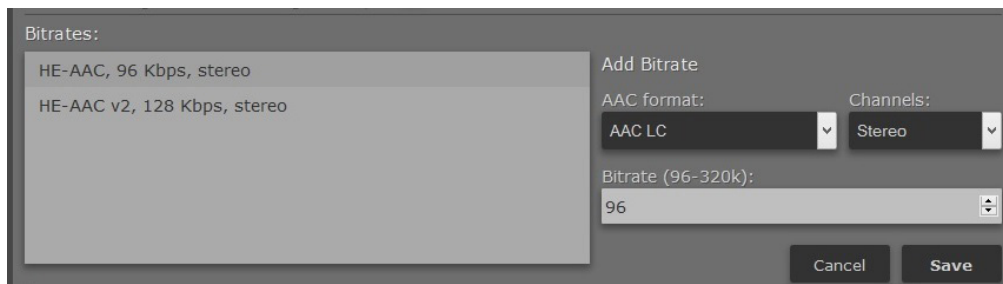 Bitrates:
HE-AAC, 96 Kbps, stereo
HE-AAC v2, 128 Kbps, stereo
Add Bitrate
AAC format:
Channels:
AAC LC
Stereo
Bitrate (96-320k):
96
Cancel
Save